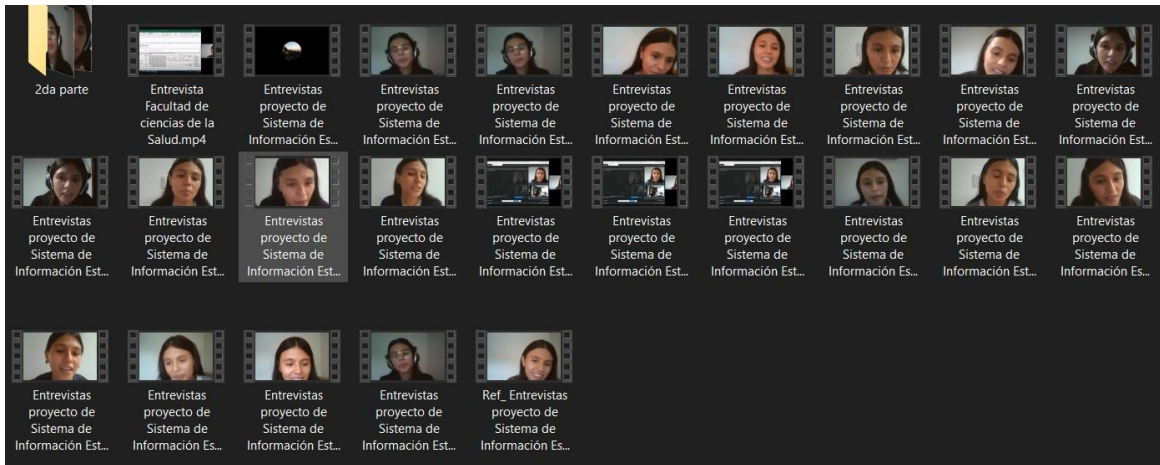 2da parte
Entrevista
Facultad de
ciencias de la
Salud.mp4
Entrevistas
proyecto de
Sistema de
Información Es...
Entrevistas
proyecto de
Sistema de
Información Est...
Entrevistas
proyecto de
Sistema de
Información Est...
Entrevistas
proyecto de
Sistema de
Información Est...
Entrevistas
proyecto de
Sistema de
Información Est...
Entrevistas
proyecto de
Sistema de
Información Est...
Entrevistas
proyecto de
Sistema de
Información Est...
Entrevistas
proyecto de
Sistema de
Información Est...
Entrevistas
proyecto de
Sistema de
Información Est...
Entrevistas
proyecto de
Sistema de
Información Est...
Entrevistas
proyecto de
Sistema de
Información Est...
Entrevistas
proyecto de
Sistema de
Información Est...
Entrevistas
proyecto de
Sistema de
Información Est...
Entrevistas
proyecto de
Sistema de
Información Est...
Entrevistas
proyecto de
Sistema de
Información Est...
Entrevistas
proyecto de
Sistema de
Información Es...
Entrevistas
proyecto de
Sistema de
Información Est...
Entrevistas
proyecto de
Sistema de
Información Es...
Entrevistas
proyecto de
Sistema de
Información Est...
Entrevistas
proyecto de
Sistema de
Información Es...
Entrevistas
proyecto de
Sistema de
Información Est...
Entrevistas
proyecto de
Sistema de
Información Est...
Ref_ Entrevistas
proyecto de
Sistema de
Información Es...